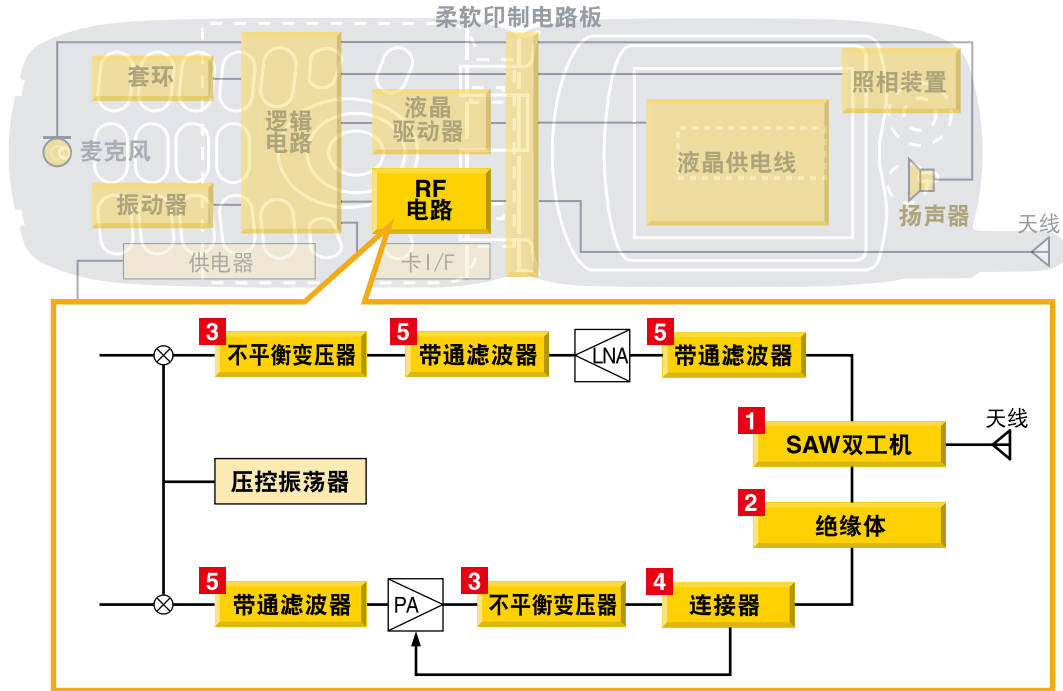 柔软印制电路板
套环
逻辑
电路
液晶
驱动器
照相装置
麦克风
液晶供电线
振动器
RF
电路
扬声器
天线
供电器
卡I/F
3
不平衡变压器
5
带通滤波器
LNA
5
带通滤波器
1
SAW双工机
天线
压控振荡器
2
绝缘体
5
带通滤波器
PA
3
不平衡变压器
4
连接器